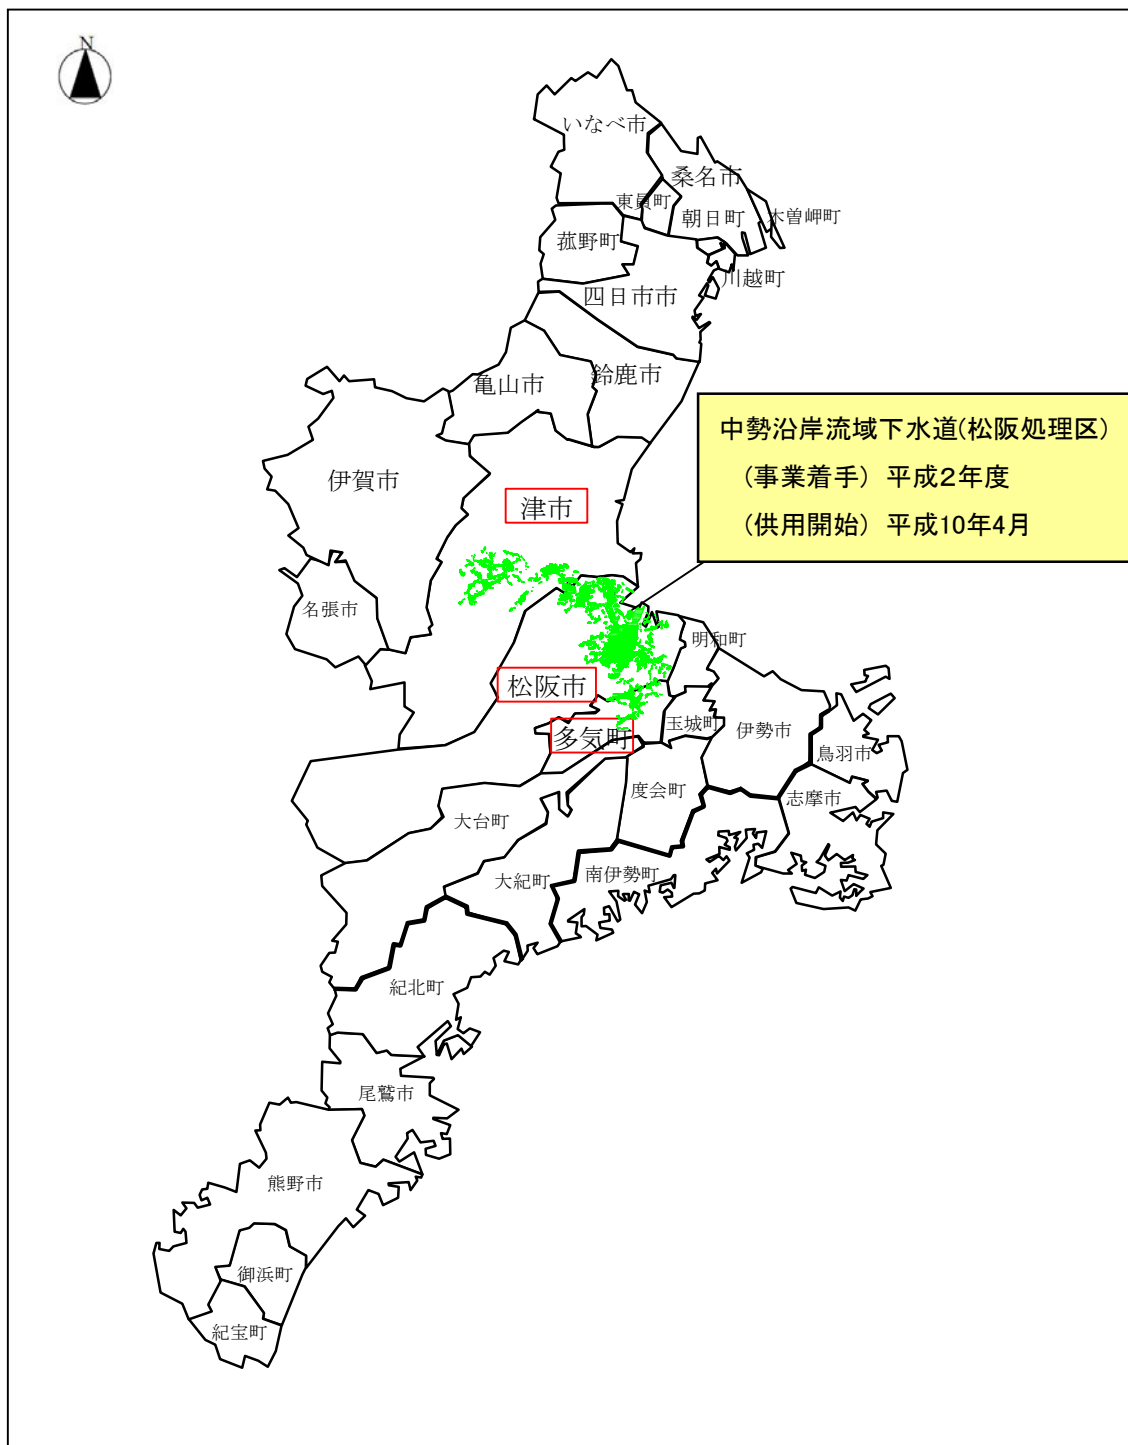 N
いなべ市
桑名市
東員町
朝日町
木曽岬町
菰野町
川越町
四日市市
亀山市
鈴鹿市
中勢沿岸流域下水道(松阪処理区)
(事業着手) 平成2年度
(供用開始) 平成10年4月
伊賀市
津市
名張市
明和町
松阪市
玉城町
伊勢市
多気町
鳥羽市
度会町
志摩市
大台町
大紀町
南伊勢町
紀北町
尾鷲市
熊野市
御浜町
紀宝町